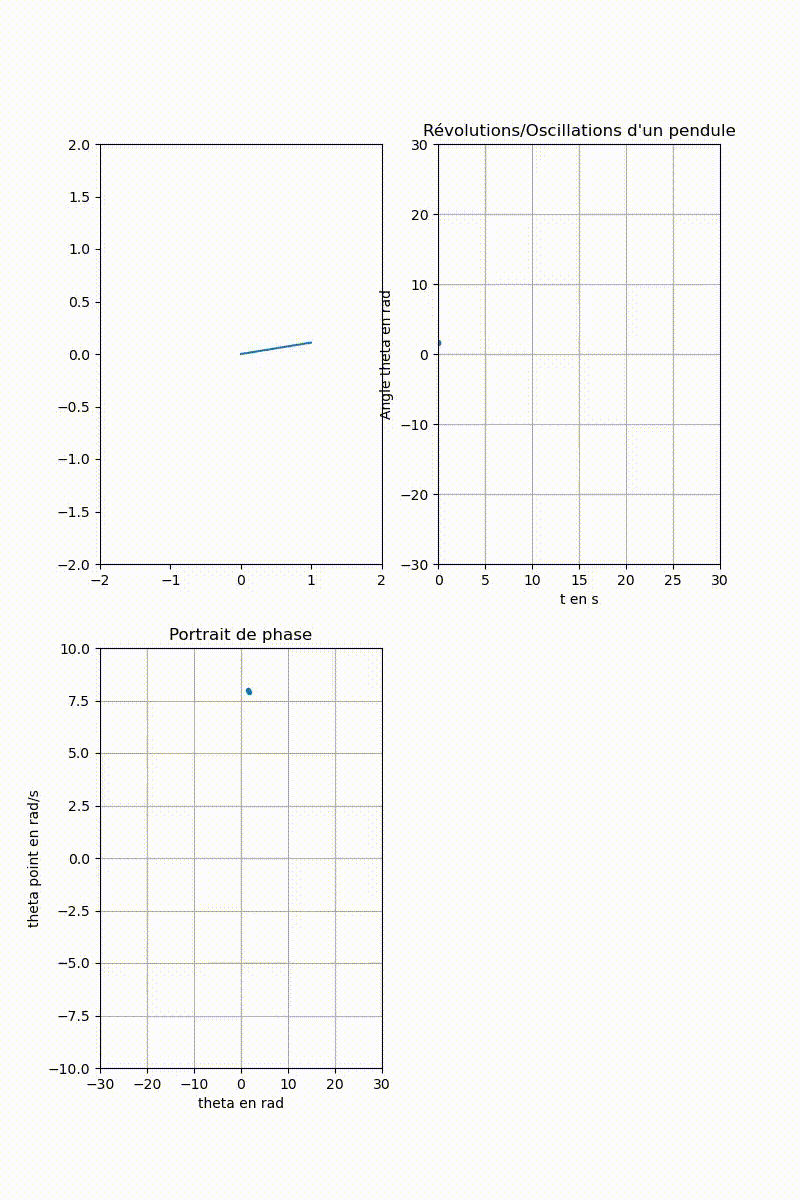 Révolutions/Oscillations d'un pendule
2.0
1.5
1.0
0.5
0.0
−0.5
−1.0
−1.5
−2.0
−2 −1 0 1 2
Angle theta en rad
30
20
10
0
−10
−20
−30
0 5 10 15 20 25 30
t en s
Portrait de phase
theta point en rad/s
10.0
7.5
5.0
2.5
0.0
−2.5
−5.0
−7.5
−10.0
−30 −20 −10 0 10 20 30
theta en rad